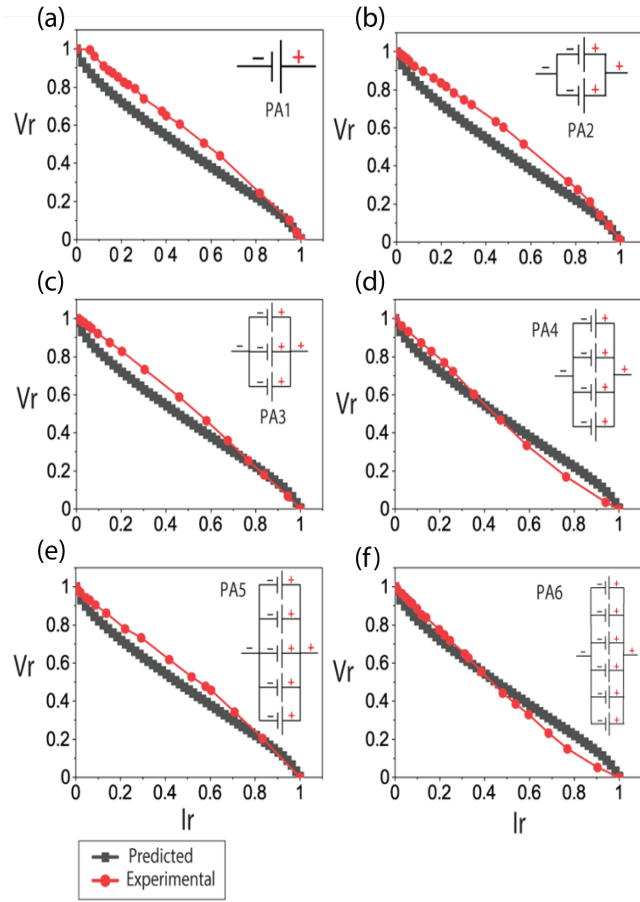 (a)
1
0.8
0.6
0.4
0.2
0
Vr
- +
PA1
0 0.2 0 4 0 6 0 8 1
(b)
1
0.8
0.6
0.4
0.2
0
Vr
- +
-
- +
PA2
0 0.2 0.4 0.6 0.8 1
(c)
1
0.8
0.6
0.4
0.2
0
Vr
- +
- - + +
- +
PA3
0 0.2 0.4 0.6 0.8 1
(d)
1
0.8
0.6
0.4
0.2
0
Vr
PA4
- +
- +
- +
- +
- +
0 0.2 0.4 0.6 0.8 1
(e)
1
0.8
0.6
0.4
0.2
0
Vr
PA5
- +
- +
- - + +
- +
- +
0 0.2 0.4 0.6 0.8 1
Ir
(f)
1
0.8
0.6
0.4
0.2
0
Vr
PA6
- +
- +
- +
- +
- +
- +
- +
0 0.2 0.4 0.6 0.8 1
Ir
Predicted
Experimental